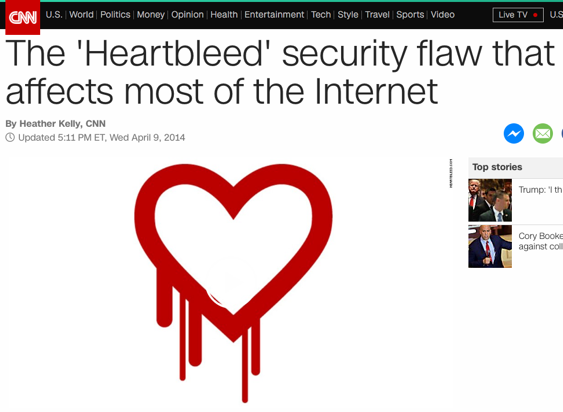 CNN
U.S. | World | Politics | Money | Opinion | Health | Entertainment | Tech | Style | Travel | Sports | Video
Live TV
U.S
The 'Heartbleed' security flaw that
affects most of the Internet
By Heather Kelly, CNN
Updated 5:11 PM ET, Wed April 9, 2014
Top stories
Trump: 'I th
Cory Booke
against coll